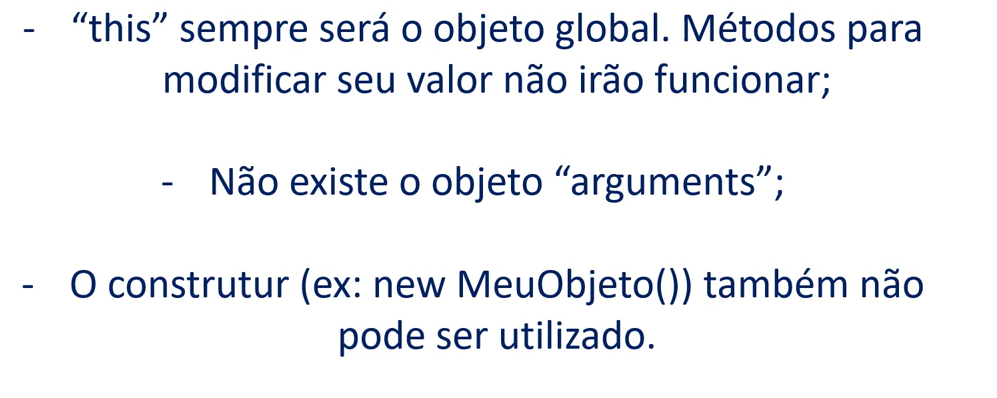 - “this” sempre será o objeto global. Métodos para
modificar seu valor não irão funcionar;
- Não existe o objeto “arguments”;
- O construtur (ex: new MeuObjeto()) também não
pode ser utilizado.